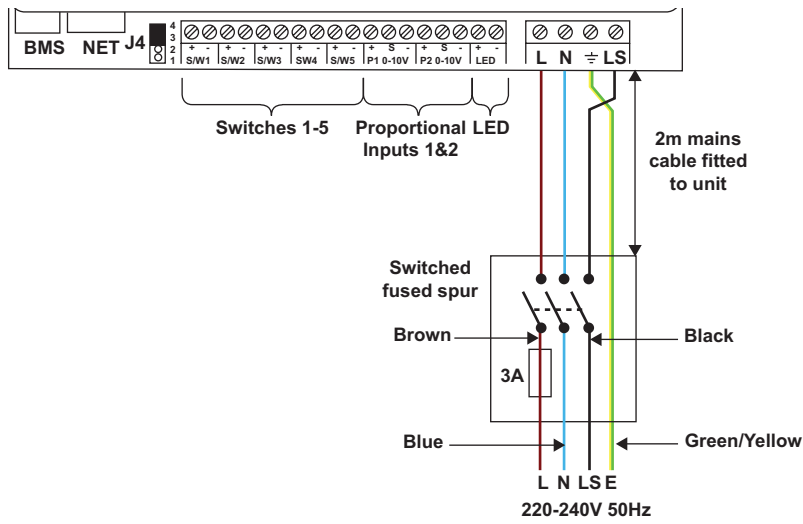 BMS NET J4
4
3
2
1
+ - + - + - + - + - + S - + S - + -
S/W1 S/W2 S/W3 SW4 S/W5 P1 0-10V P2 0-10V LED
L N LS
Switches 1-5
Proportional
Inputs 1&2
LED
2m mains
cable fitted
to unit
Switched
fused spur
Brown
Black
3A
Blue
Green/Yellow
L N LS E
220-240V 50Hz